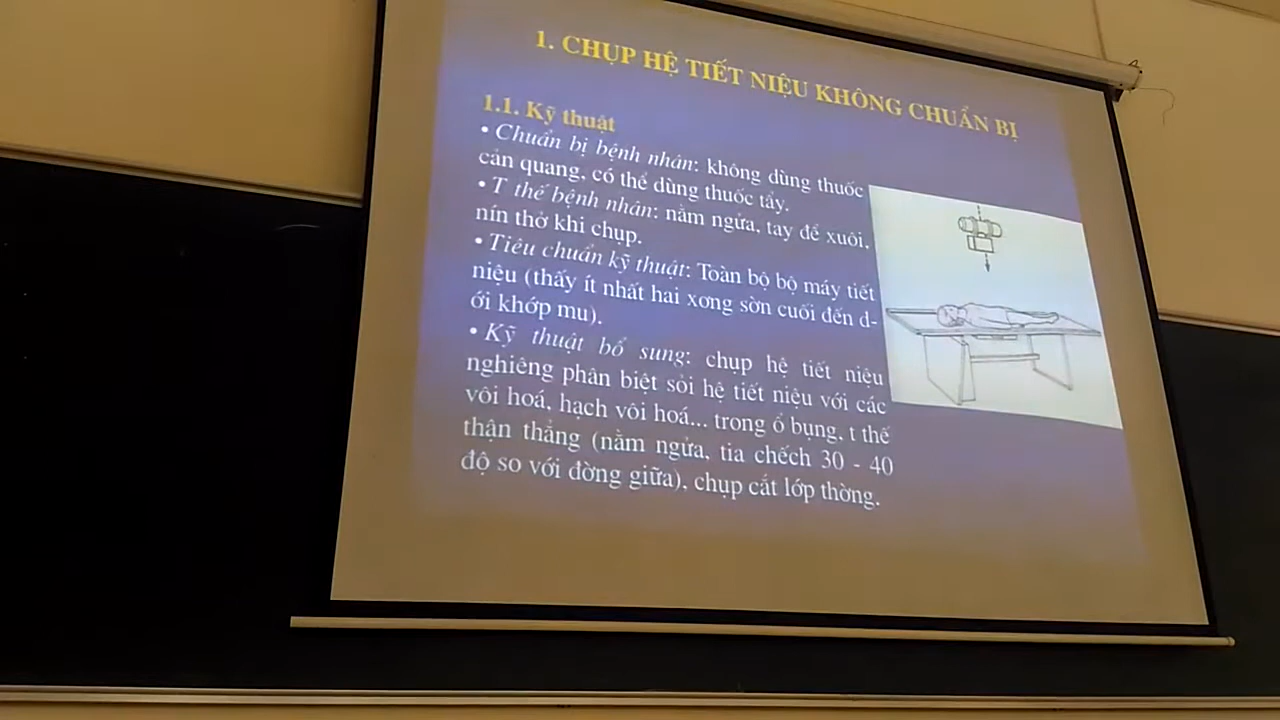 1. CHỤP HỆ TIẾT NIỆU KHÔNG CHUẨN BỊ
1.1. Kỹ thuật
• Chuẩn bị bệnh nhân: không dùng thuốc
cản quang, có thể dùng thuốc tẩy.
• T thế bệnh nhân: nằm ngửa, tay để xuôi,
nín thở khi chụp.
• Tiêu chuẩn kỹ thuật: Toàn bộ bộ máy tiết
niệu (thấy ít nhất hai xơng sờn cuối đến d-
ới khớp mu).
• Kỹ thuật bổ sung: chụp hệ tiết niệu
nghiêng phân biệt sỏi hệ tiết niệu với các
vôi hoá, hạch vôi hoá... trong ổ bụng, t thế
thận thẳng (nằm ngửa, tia chếch 30 - 40
độ so với đờng giữa), chụp cắt lớp thờng.